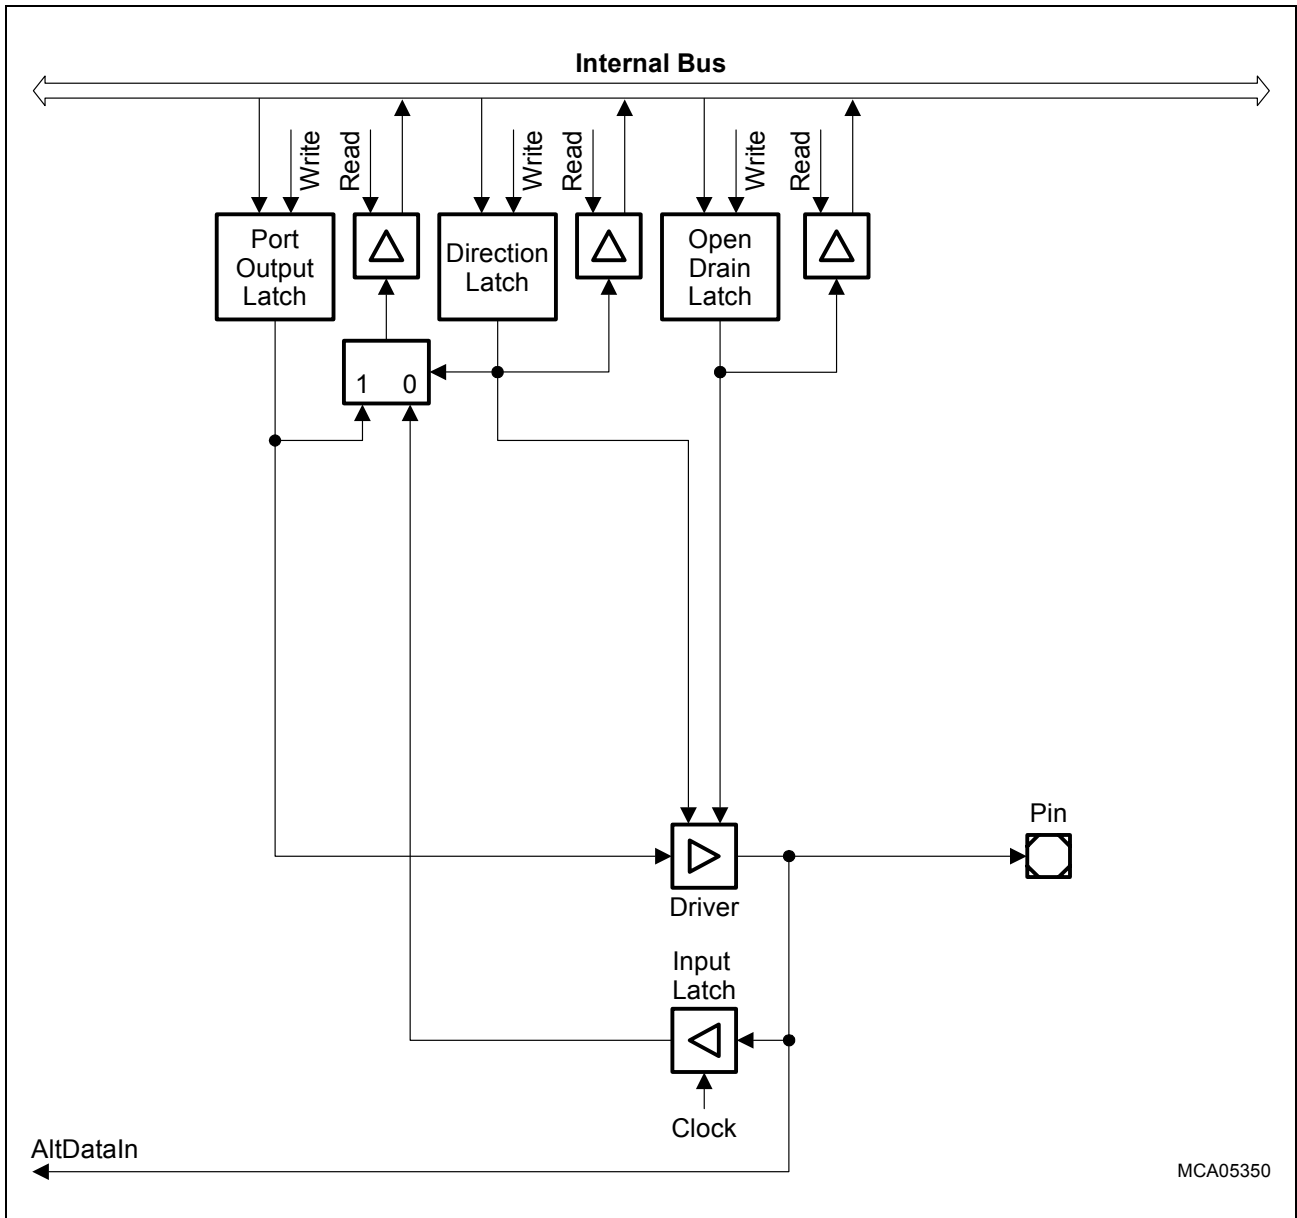 Internal Bus
Write
Read
Write
Read
Write
Read
Port
Output
Latch
Direction
Latch
Open
Drain
Latch
1 0
Pin
Driver
Input
Latch
Clock
AltDataIn
MCA05350